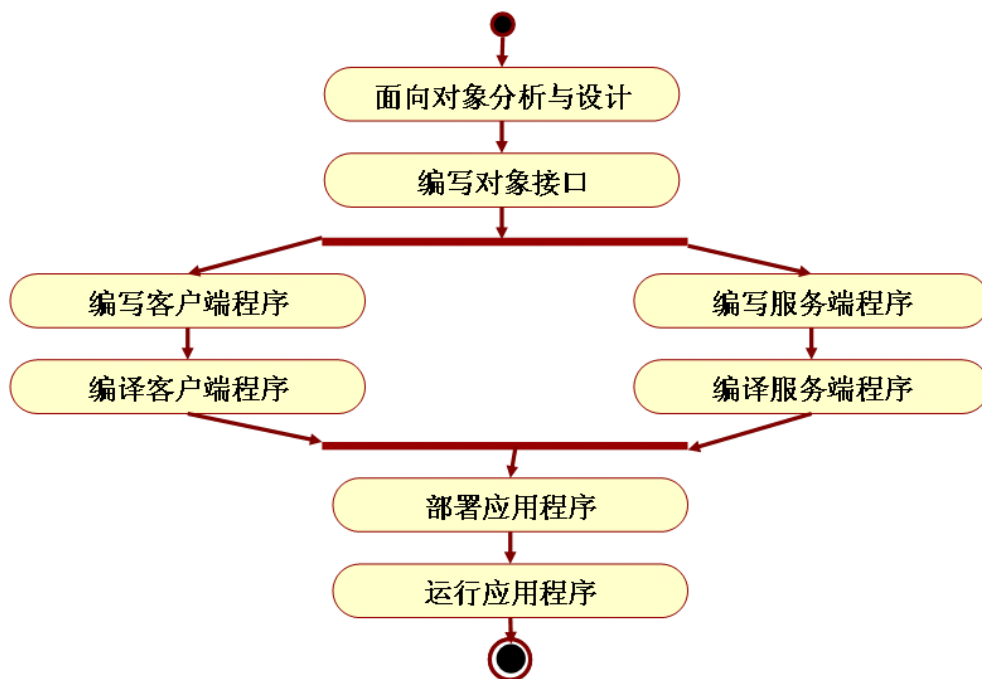 面向对象分析与设计
编写对象接口
编写客户端程序
编写服务端程序
编译客户端程序
编译服务端程序
部署应用程序
运行应用程序